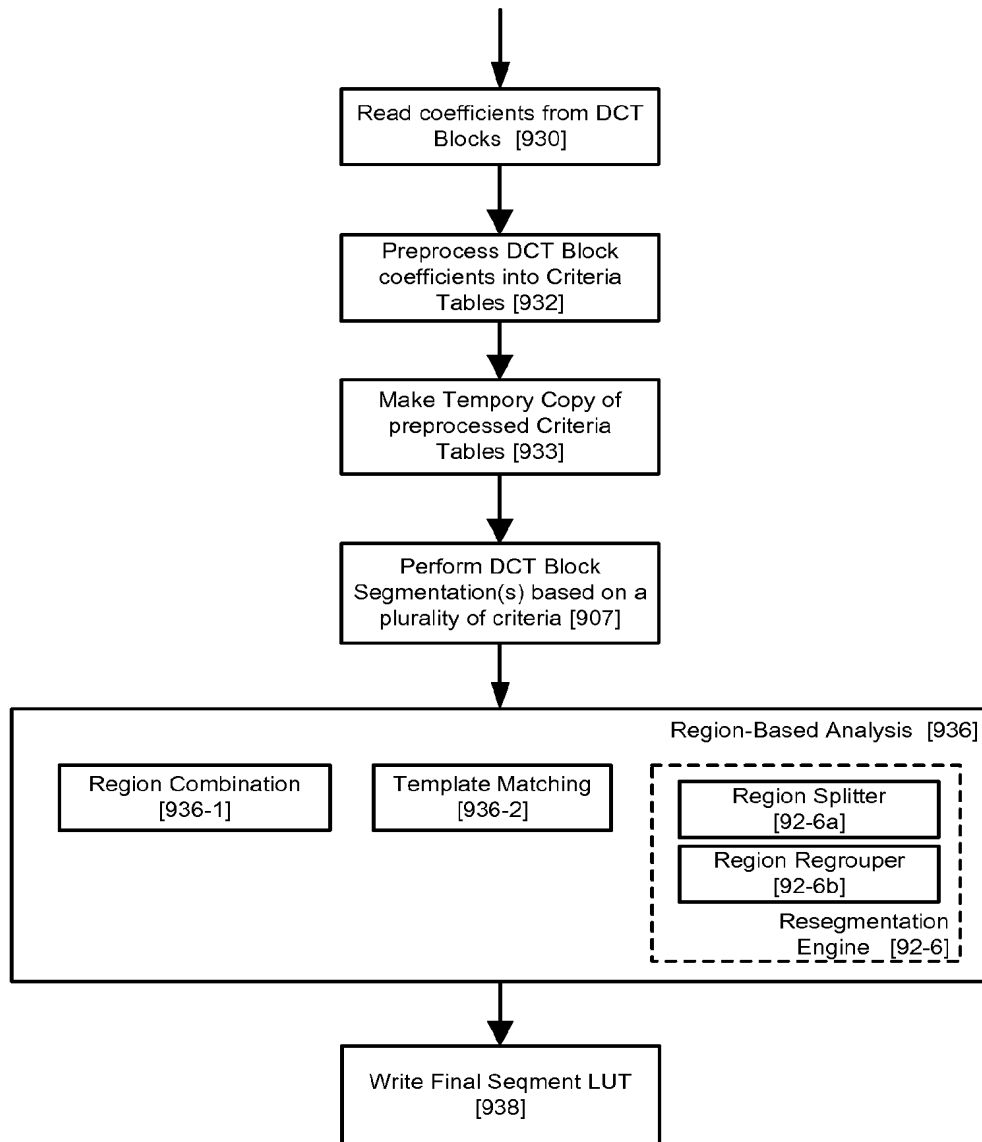 Read coefficients from DCT
Blocks [930]
Preprocess DCT Block
coefficients into Criteria
Tables [932]
Make Tempory Copy of
preprocessed Criteria
Tables [933]
Perform DCT Block
Segmentation(s) based on a
plurality of criteria [907]
Region-Based Analysis [936]
Region Combination
[936-1]
Template Matching
[936-2]
Region Splitter
[92-6a]
Region Regrouper
[92-6b]
Resegmentation
Engine [92-6]
Write Final Seqment LUT
[938]